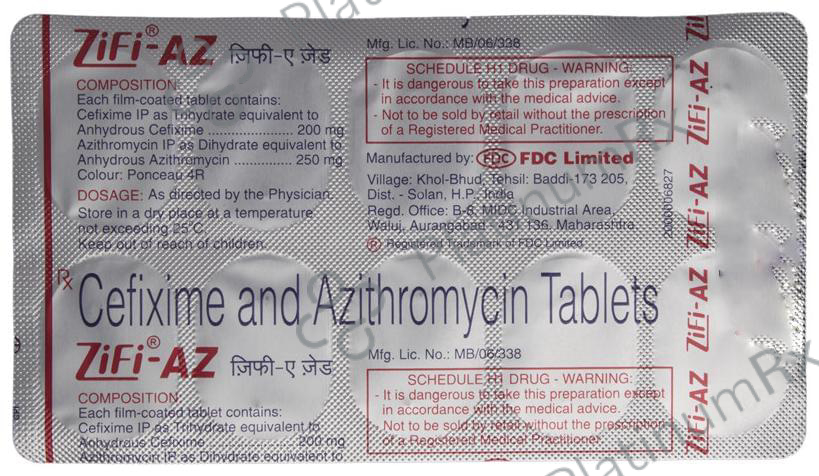 ZiFi®-AZ ज़िफी-ए ज़ेड
COMPOSITION:
Each film-coated tablet contains:
Cefixime IP as Trihydrate equivalent to
Anhydrous Cefixime ..................... 200 mg
Azithromycin IP as Dihydrate equivalent to
Anhydrous Azithromycin ............... 250 mg
Colour: Ponceau 4R
DOSAGE: As directed by the Physician.
Store in a dry place at a temperature
not exceeding 25°C.
Keep out of reach of children.
Mfg. Lic. No.: MB/06/338
SCHEDULE H1 DRUG - WARNING:
- It is dangerous to take this preparation except
in accordance with the medical advice.
- Not to be sold by retail without the prescription
of a Registered Medical Practitioner.
Manufactured by: FDC FDC Limited
Village: Khol-Bhud, Tehsil: Baddi-173 205,
Dist. - Solan, H.P., India
Regd. Office: B-8, MIDC Industrial Area,
Waluj, Aurangabad - 431 136. Maharashtra.
® Registered Trademark of FDC Limited
Rx Cefixime and Azithromycin Tablets
ZiFi®-AZ ज़िफी-ए ज़ेड
COMPOSITION:
Each film-coated tablet contains:
Cefixime IP as Trihydrate equivalent to
Anhydrous Cefixime ..................... 200 mg
Azithromycin IP as Dihydrate equivalent to
Mfg. Lic. No.: MB/06/338
SCHEDULE H1 DRUG - WARNING:
- It is dangerous to take this preparation except
in accordance with the medical advice.
- Not to be sold by retail without the prescription
of a Registered Medical Practitioner.
ZiFi-AZ ZiFi-AZ ZiFi-AZ ZiFi-AZ ZiFi-AZ
PlatinumRx
PlatinumRx
PlatinumRx
PlatinumRx